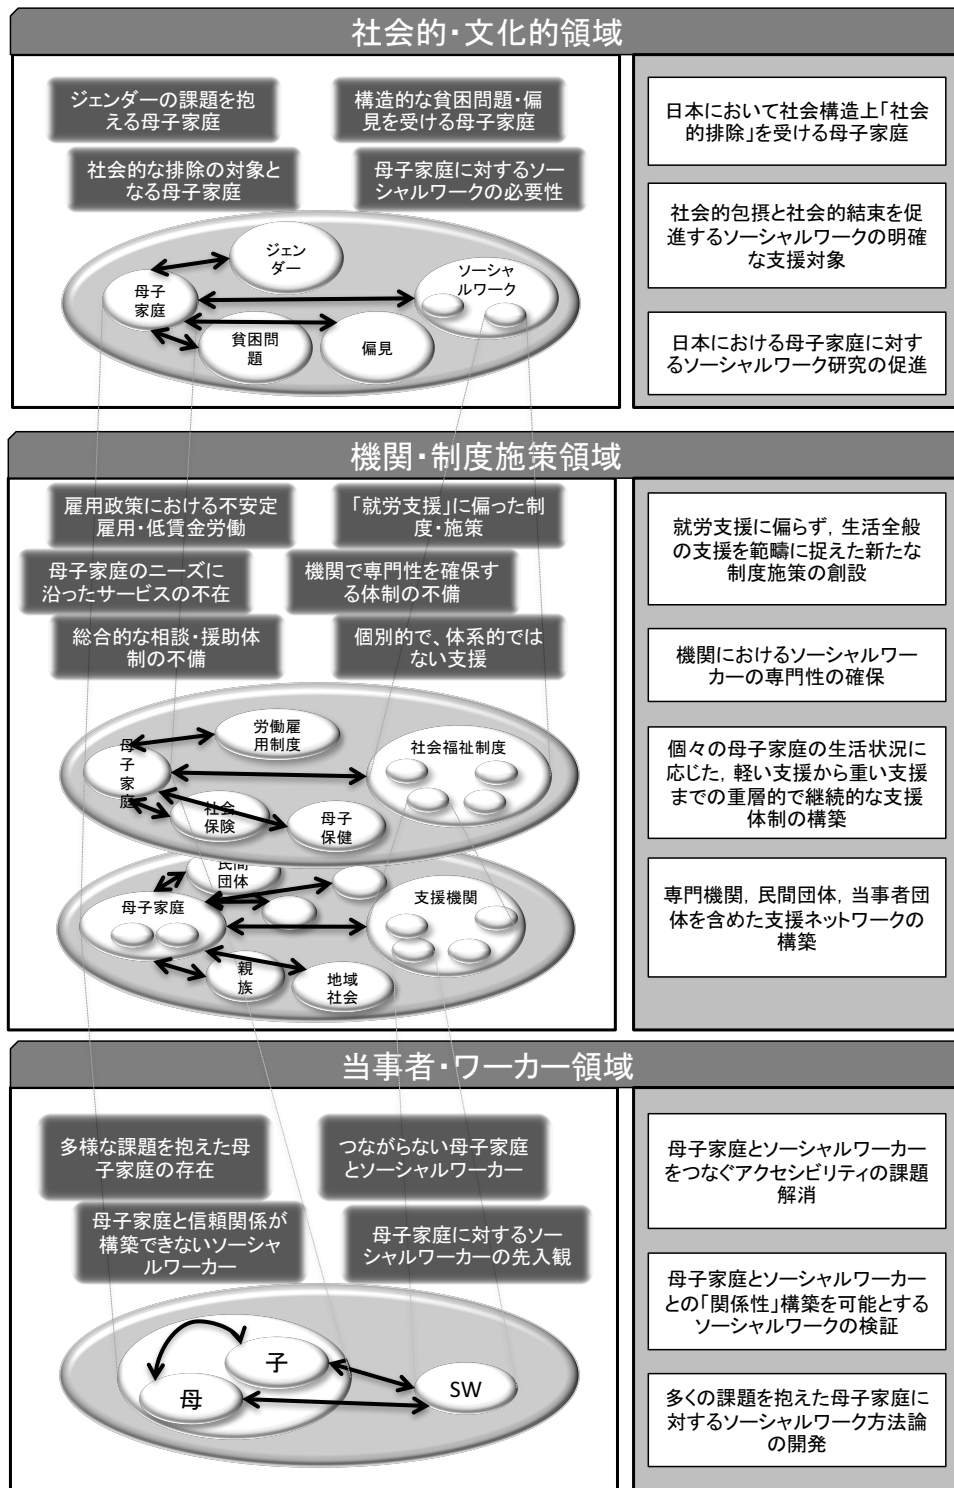 社会的・文化的領域
ジェンダーの課題を抱
える母子家庭
構造的な貧困問題・偏
見を受ける母子家庭
社会的な排除の対象と
なる母子家庭
母子家庭に対するソー
シャルワークの必要性
ジェン
ダー
母子
家庭
ソーシャ
ルワーク
貧困問
題
偏見
日本において社会構造上「社会
的排除」を受ける母子家庭
社会的包摂と社会的結束を促
進するソーシャルワークの明確
な支援対象
日本における母子家庭に対す
るソーシャルワーク研究の促進
機関・制度施策領域
雇用政策における不安定
雇用・低賃金労働
「就労支援」に偏った制
度・施策
母子家庭のニーズに
沿ったサービスの不在
機関で専門性を確保す
る体制の不備
総合的な相談・援助体
制の不備
個別的で、体系的では
ない支援
労働雇
用制度
母
子
家
庭
社会福祉制度
社会
保険
母子
保健
民間
団体
母子家庭
支援機関
親
族
地域
社会
就労支援に偏らず，生活全般
の支援を範疇に捉えた新たな
制度施策の創設
機関におけるソーシャルワー
カーの専門性の確保
個々の母子家庭の生活状況に
応じた，軽い支援から重い支援
までの重層的で継続的な支援
体制の構築
専門機関，民間団体，当事者団
体を含めた支援ネットワークの
構築
当事者・ワーカー領域
多様な課題を抱えた母
子家庭の存在
つながらない母子家庭
とソーシャルワーカー
母子家庭と信頼関係が
構築できないソーシャ
ルワーカー
母子家庭に対するソー
シャルワーカーの先入観
子
母
SW
母子家庭とソーシャルワーカー
をつなぐアクセシビリティの課題
解消
母子家庭とソーシャルワーカー
との「関係性」構築を可能とする
ソーシャルワークの検証
多くの課題を抱えた母子家庭に
対するソーシャルワーク方法論
の開発